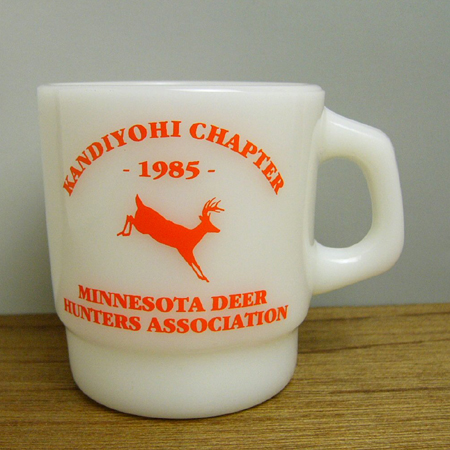 KANDIYOHI CHAPTER
- 1985 -
MINNESOTA DEER
HUNTERS ASSOCIATION